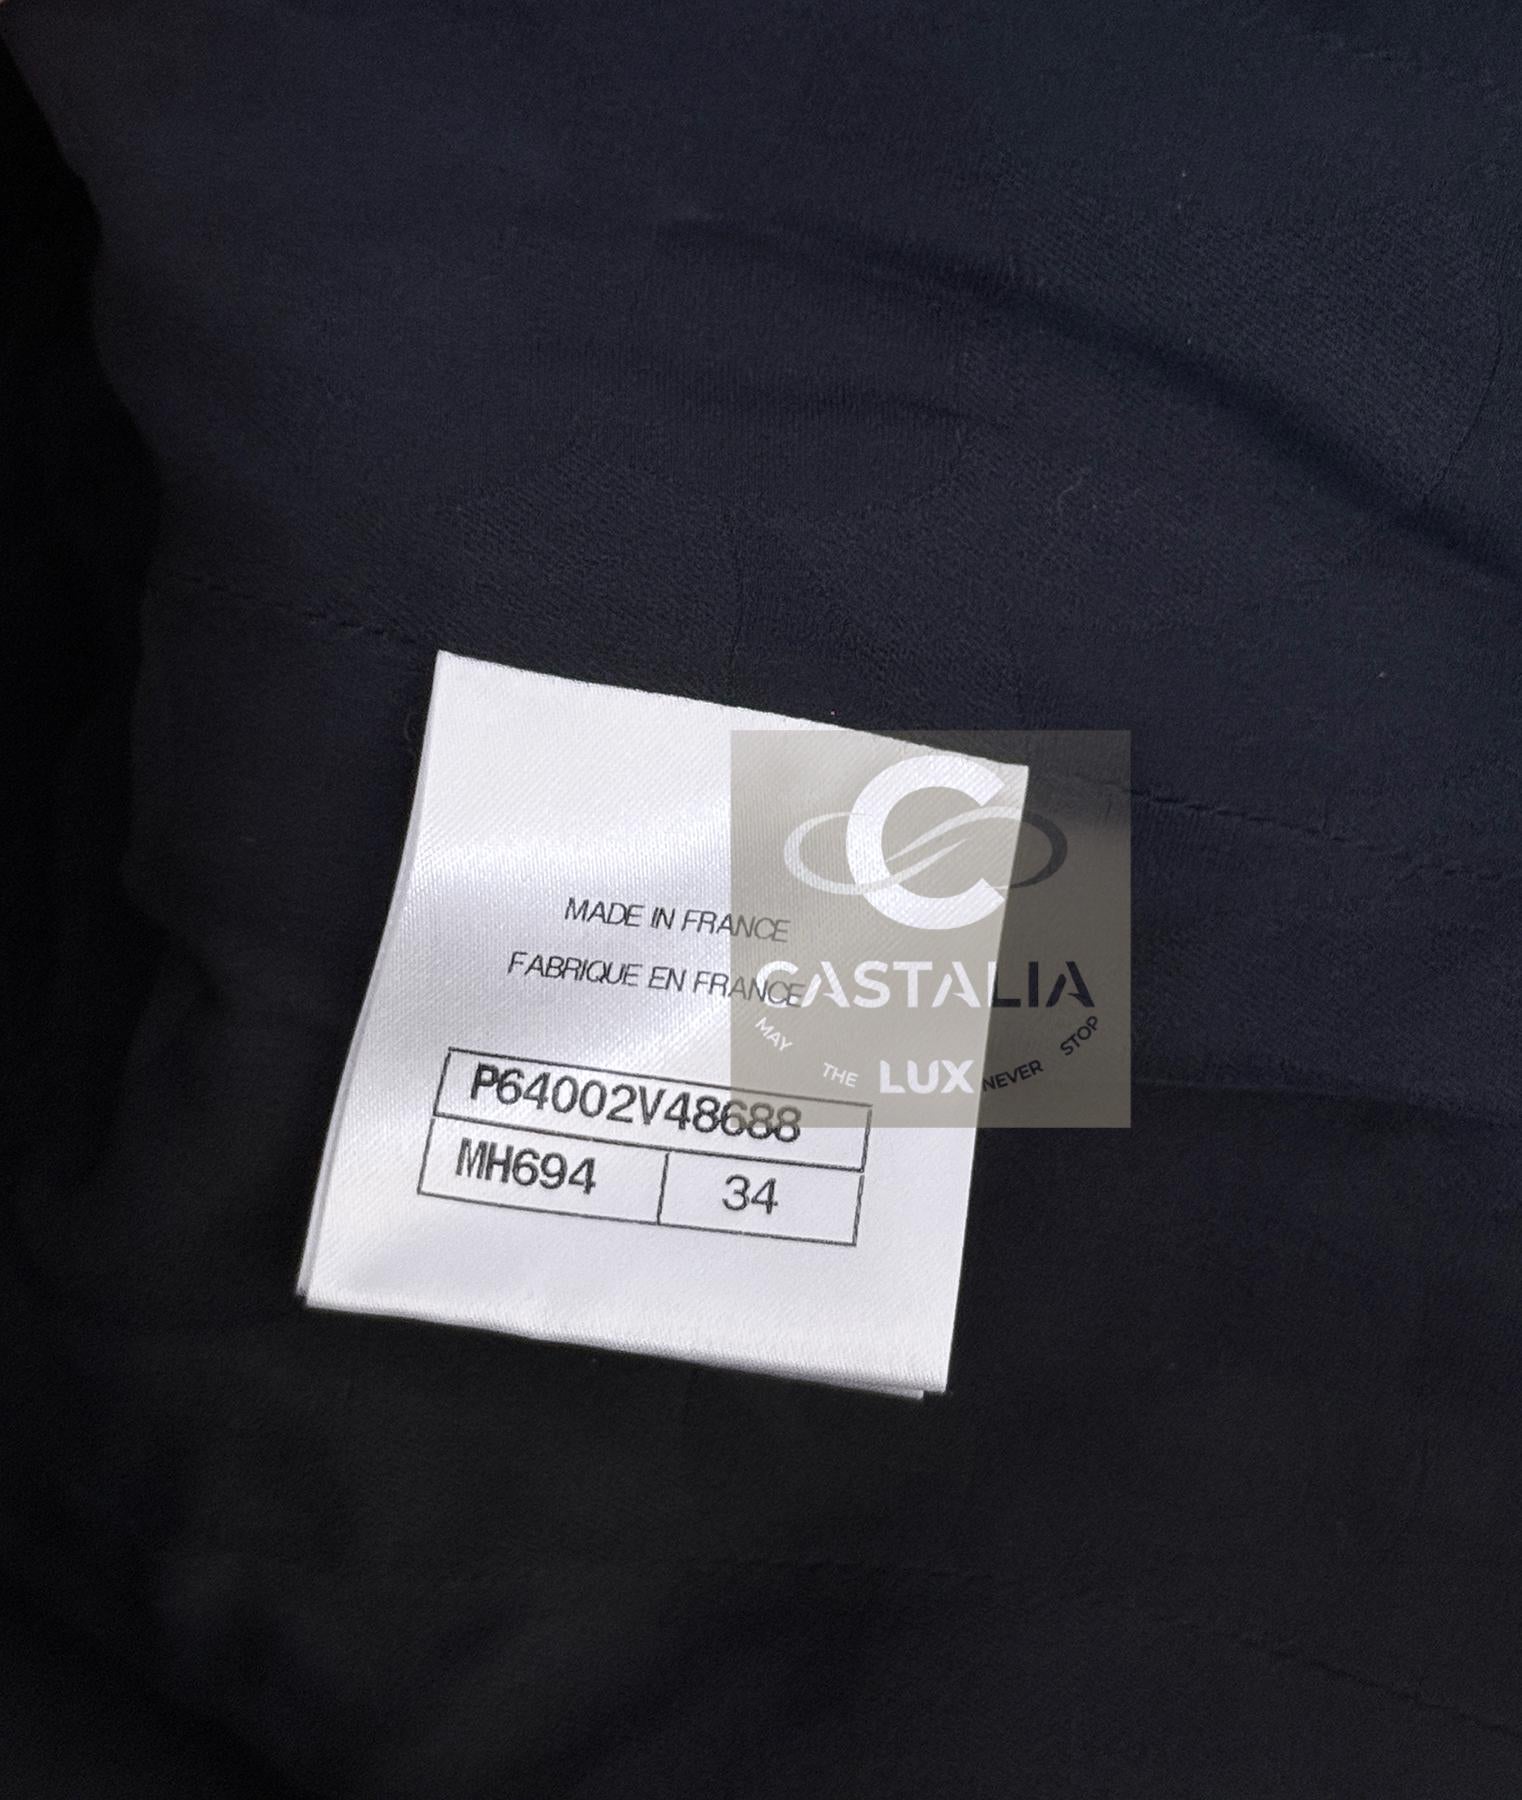 MADE IN FRANCE
FABRIQUE EN FRANCE
P64002V48688
MH694
34
C
CASTALIA
MAY THE LUX NEVER STOP